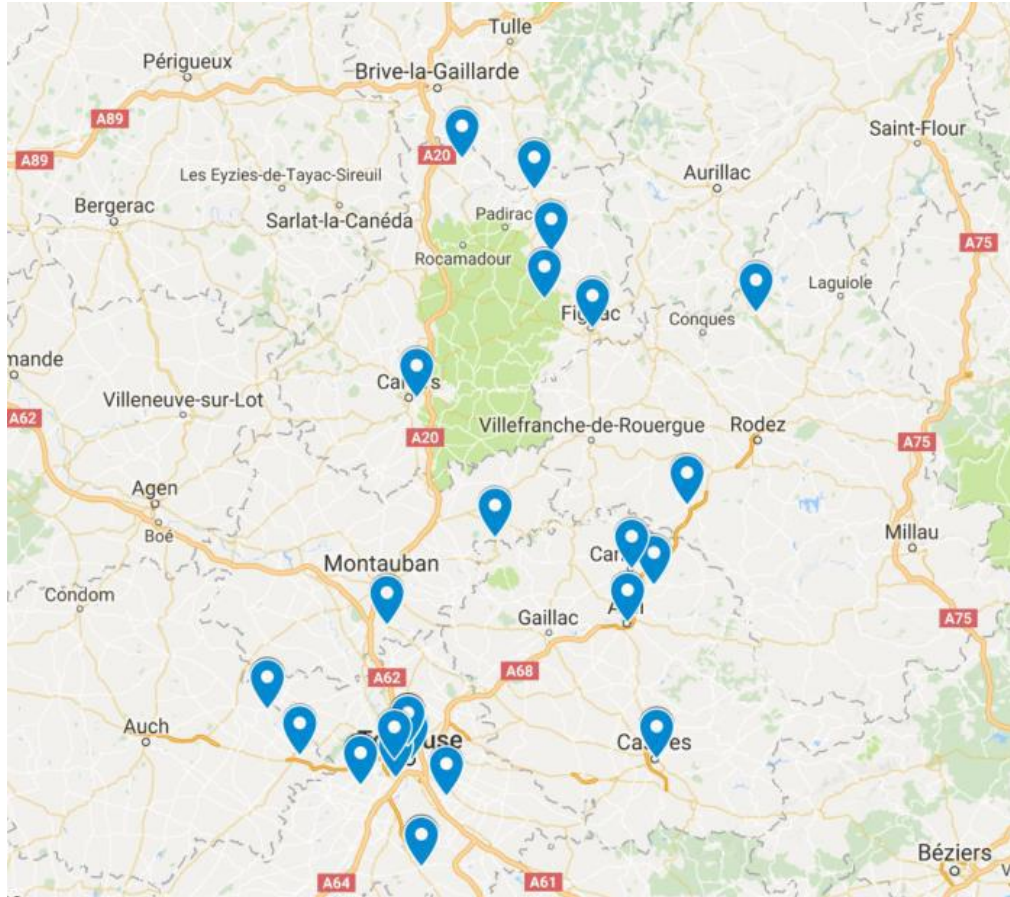 Tulle
Périgueux
Brive-la-Gaillarde
A89
Saint-Flour
A20
A89
Les Eyzies-de-Tayac-Sireuil
Aurillac
Bergerac
Sarlat-la-Canéda
Padirac
A75
Rocamadour
Laguiole
Conques
mande
Villeneuve-sur-Lot
A62
A20
Villefranche-de-Rouergue
Rodez
A75
Agen
Boé
Millau
Montauban
Condom
Gaillac
A75
A62
A68
Auch
Béziers
A64
A61